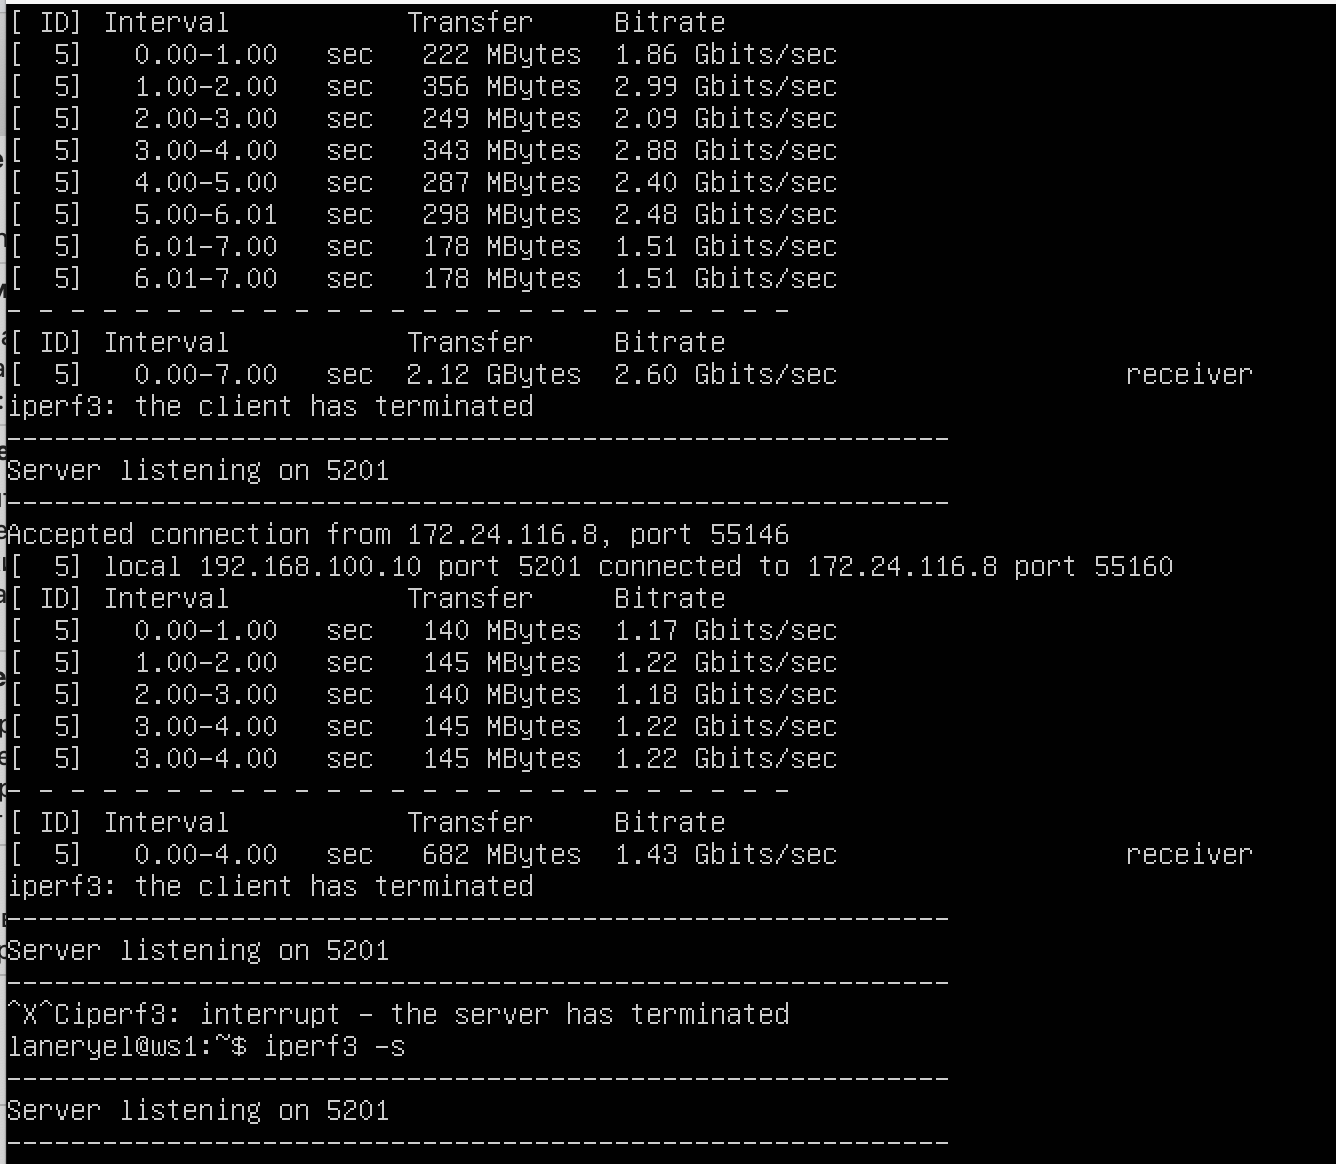 [ ID] Interval           Transfer     Bitrate
[  5]   0.00-1.00   sec   222 MBytes  1.86 Gbits/sec
[  5]   1.00-2.00   sec   356 MBytes  2.99 Gbits/sec
[  5]   2.00-3.00   sec   249 MBytes  2.09 Gbits/sec
[  5]   3.00-4.00   sec   343 MBytes  2.88 Gbits/sec
[  5]   4.00-5.00   sec   287 MBytes  2.40 Gbits/sec
[  5]   5.00-6.01   sec   298 MBytes  2.48 Gbits/sec
[  5]   6.01-7.00   sec   178 MBytes  1.51 Gbits/sec
[  5]   6.01-7.00   sec   178 MBytes  1.51 Gbits/sec
- - - - - - - - - - - - - - - - - - - - - - - - -
[ ID] Interval           Transfer     Bitrate
[  5]   0.00-7.00   sec  2.12 GBytes  2.60 Gbits/sec                  receiver
iperf3: the client has terminated
-----------------------------------------------------------
Server listening on 5201
-----------------------------------------------------------
Accepted connection from 172.24.116.8, port 55146
[  5] local 192.168.100.10 port 5201 connected to 172.24.116.8 port 55160
[ ID] Interval           Transfer     Bitrate
[  5]   0.00-1.00   sec   140 MBytes  1.17 Gbits/sec
[  5]   1.00-2.00   sec   145 MBytes  1.22 Gbits/sec
[  5]   2.00-3.00   sec   140 MBytes  1.18 Gbits/sec
[  5]   3.00-4.00   sec   145 MBytes  1.22 Gbits/sec
[  5]   3.00-4.00   sec   145 MBytes  1.22 Gbits/sec
- - - - - - - - - - - - - - - - - - - - - - - - -
[ ID] Interval           Transfer     Bitrate
[  5]   0.00-4.00   sec   682 MBytes  1.43 Gbits/sec                  receiver
iperf3: the client has terminated
-----------------------------------------------------------
Server listening on 5201
-----------------------------------------------------------
^X^Ciperf3: interrupt - the server has terminated
laneryel@ws1:~$ iperf3 -s
-----------------------------------------------------------
Server listening on 5201
-----------------------------------------------------------